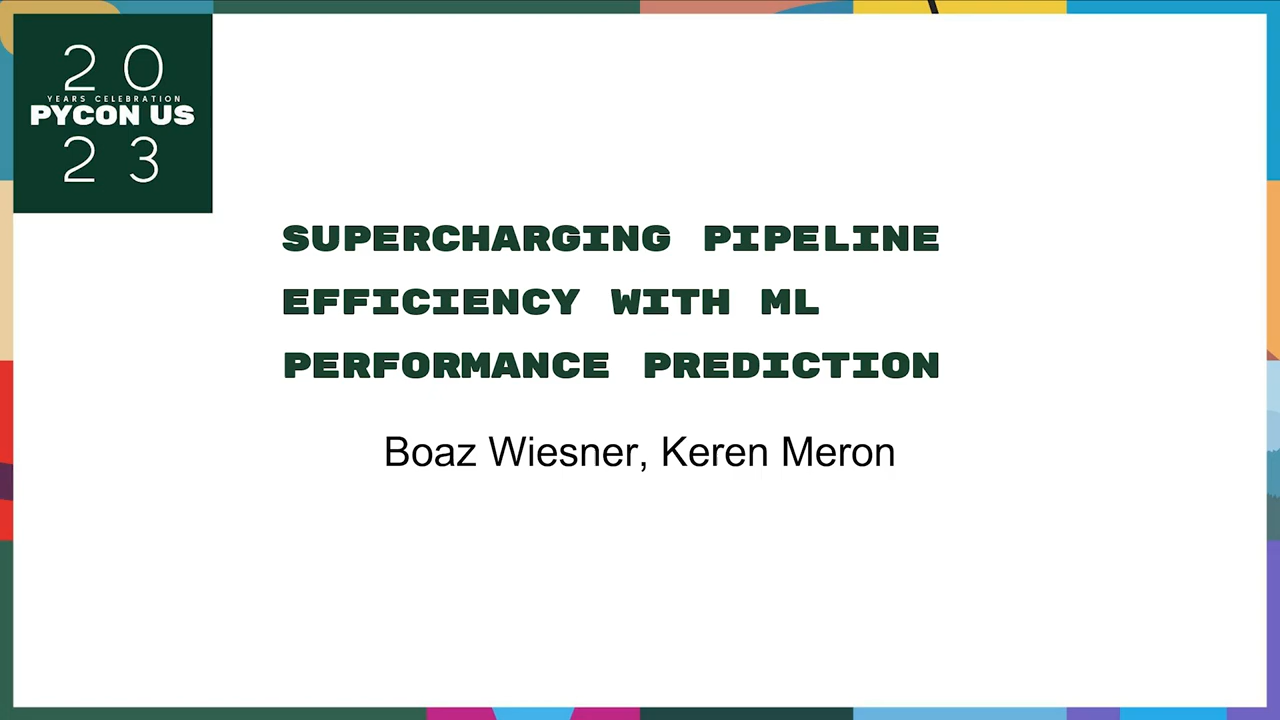 20
YEARS CELEBRATION
PYCON US
23
SUPERCHARGING PIPELINE
EFFICIENCY WITH ML
PERFORMANCE PREDICTION
Boaz Wiesner, Keren Meron